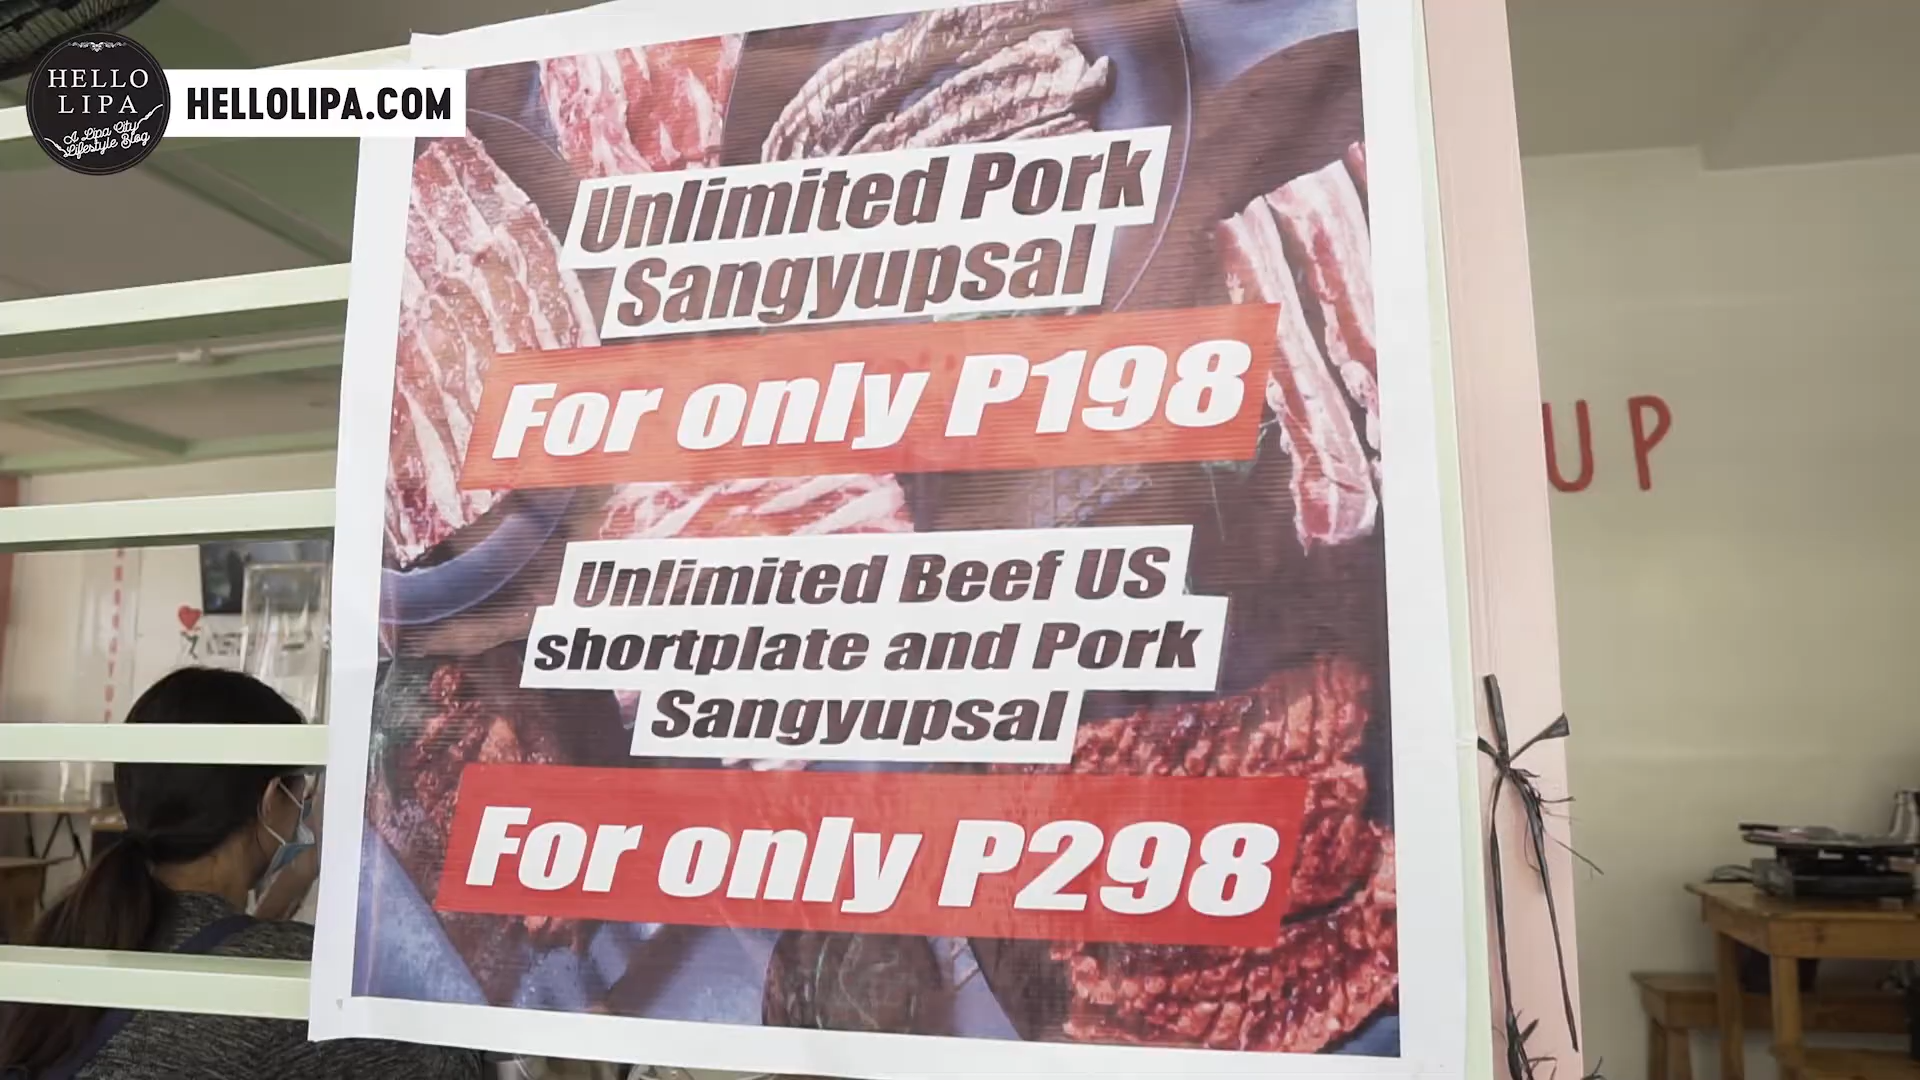 HELLO
LIPA
A Lipa City
Lifestyle Blog
HELLOLIPA.COM
Unlimited Pork
Sangyupsal
For only P198
Unlimited Beef US
shortplate and Pork
Sangyupsal
For only P298
UP